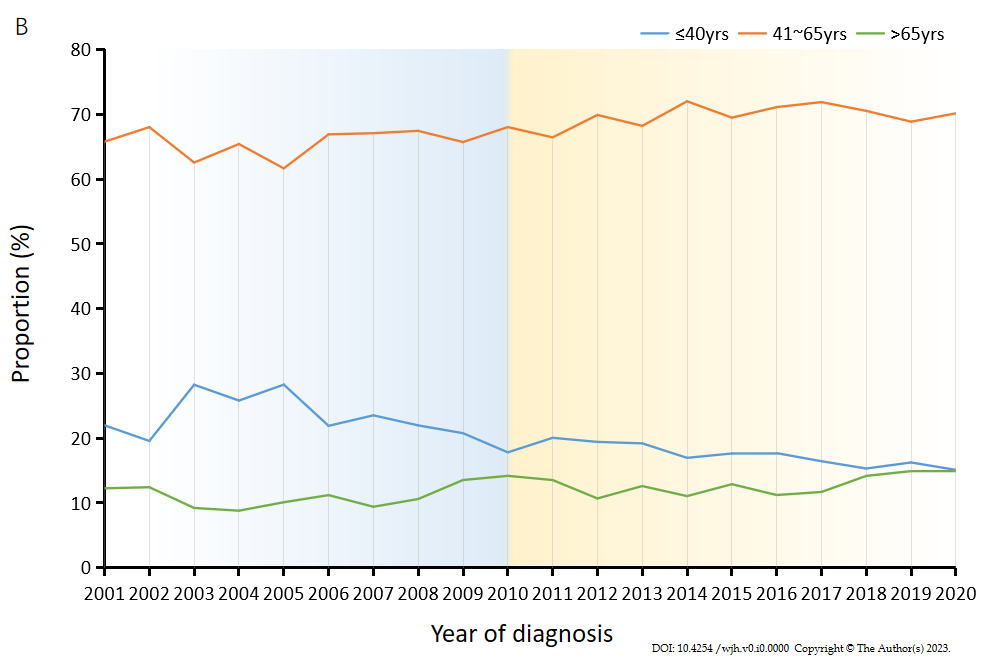 B
≤40yrs 41~65yrs >65yrs
80
70
60
50
40
30
20
10
0
Proportion (%)
2001 2002 2003 2004 2005 2006 2007 2008 2009 2010 2011 2012 2013 2014 2015 2016 2017 2018 2019 2020
Year of diagnosis
DOI: 10.4254 /wjh.v0.i0.0000 Copyright © The Author(s) 2023.